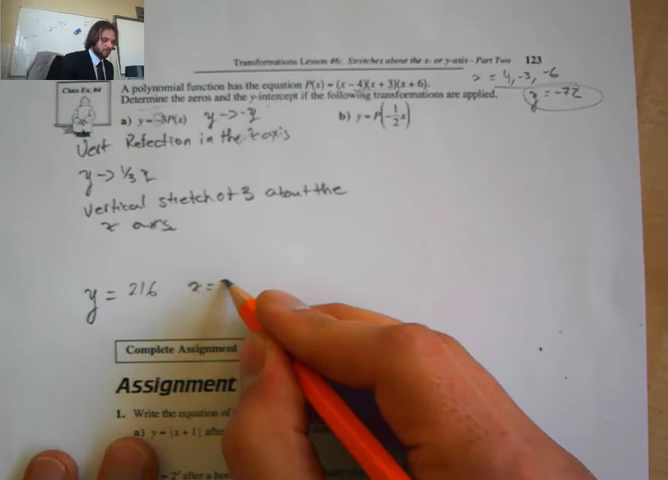 Transformations Lesson #6: Stretches about the x- or y-axis - Part Two 123
x = 4, -3, -6
Class Ex. #4
A polynomial function has the equation P(x) = (x − 4)(x + 3)(x + 6).
Determine the zeros and the y-intercept if the following transformations are applied.
y = -72
a) y = −3P(x) y -> -y b) y = P(-1/2x)
Vert Reflection in the x axis
y -> 1/3 y
Vertical stretch of 3 about the
x axis
y = 216 x =
Complete Assignment
Assignment
1. Write the equation of
a) y = |x + 1| after
after a